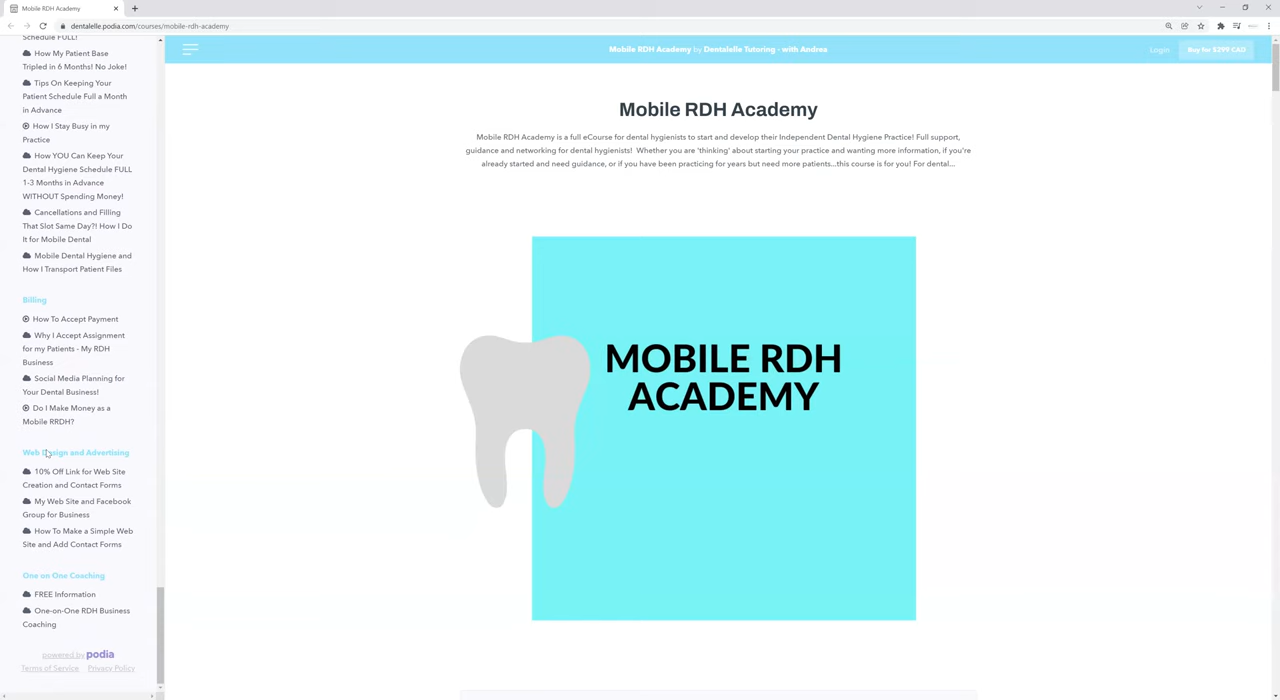 Mobile RDH Academy
dentalelle.podia.com/courses/mobile-rdh-academy
Schedule FULL!
How My Patient Base
Tripled in 6 Months! No Joke!
Tips On Keeping Your
Patient Schedule Full a Month
in Advance
How I Stay Busy in my
Practice
How YOU Can Keep Your
Dental Hygiene Schedule FULL
1-3 Months in Advance
WITHOUT Spending Money!
Cancellations and Filling
That Slot Same Day?! How I Do
It for Mobile Dental
Mobile Dental Hygiene and
How I Transport Patient Files
Billing
How To Accept Payment
Why I Accept Assignment
for my Patients - My RDH
Business
Social Media Planning for
Your Dental Business!
Do I Make Money as a
Mobile RRDH?
Web Design and Advertising
10% Off Link for Web Site
Creation and Contact Forms
My Web Site and Facebook
Group for Business
How To Make a Simple Web
Site and Add Contact Forms
One on One Coaching
FREE Information
One-on-One RDH Business
Coaching
powered by podia
Terms of Service Privacy Policy
Mobile RDH Academy by Dentalelle Tutoring - with Andrea
Login
Buy for $299 CAD
Mobile RDH Academy
Mobile RDH Academy is a full eCourse for dental hygienists to start and develop their Independent Dental Hygiene Practice! Full support,
guidance and networking for dental hygienists! Whether you are 'thinking' about starting your practice and wanting more information, if you're
already started and need guidance, or if you have been practicing for years but need more patients...this course is for you! For dental...
MOBILE RDH
ACADEMY